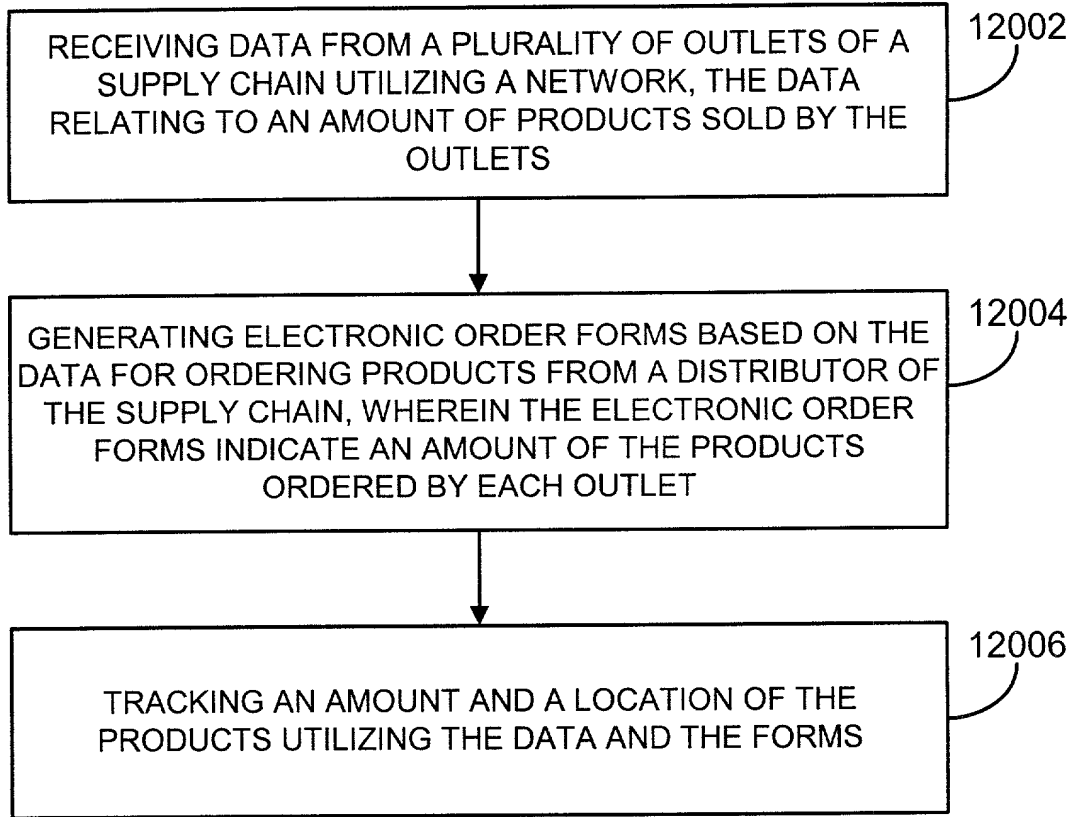 RECEIVING DATA FROM A PLURALITY OF OUTLETS OF A
SUPPLY CHAIN UTILIZING A NETWORK, THE DATA
RELATING TO AN AMOUNT OF PRODUCTS SOLD BY THE
OUTLETS
12002
GENERATING ELECTRONIC ORDER FORMS BASED ON THE
DATA FOR ORDERING PRODUCTS FROM A DISTRIBUTOR OF
THE SUPPLY CHAIN, WHEREIN THE ELECTRONIC ORDER
FORMS INDICATE AN AMOUNT OF THE PRODUCTS
ORDERED BY EACH OUTLET
12004
TRACKING AN AMOUNT AND A LOCATION OF THE
PRODUCTS UTILIZING THE DATA AND THE FORMS
12006